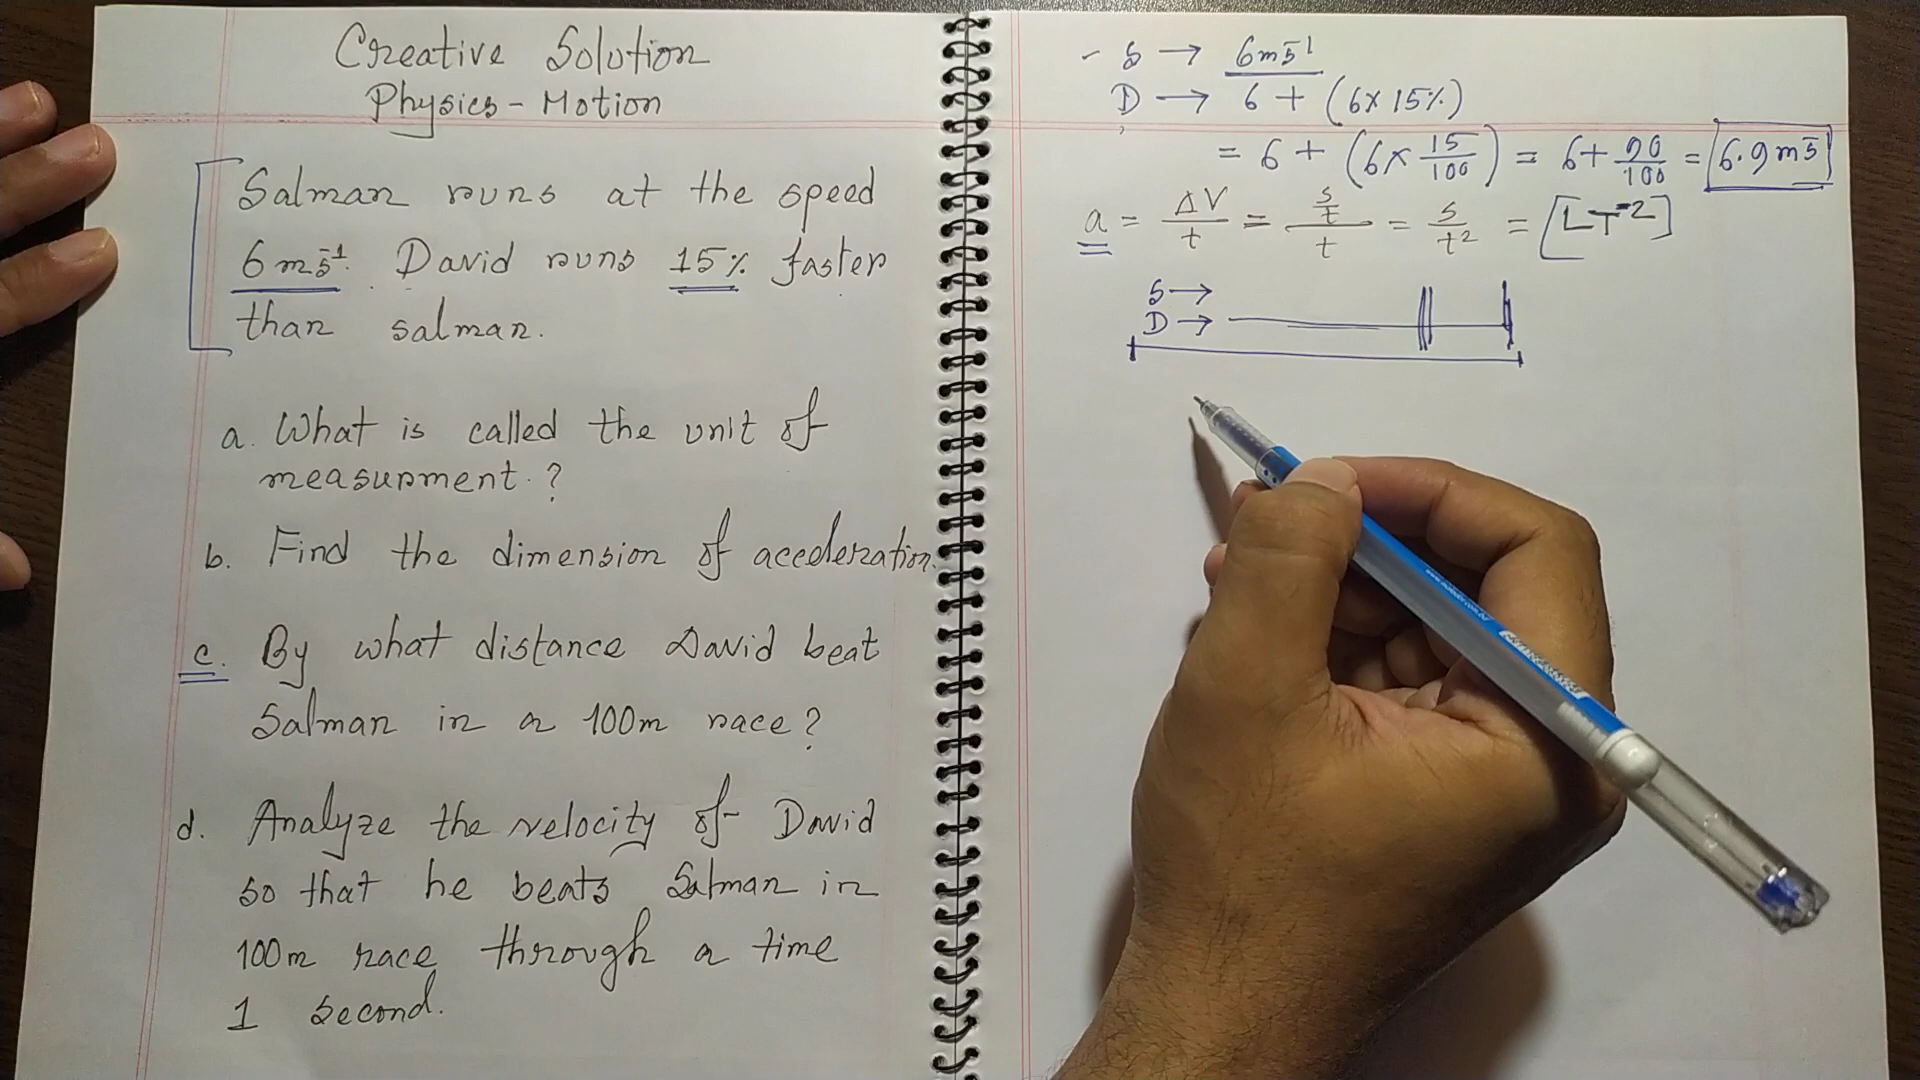 Creative Solution
Physics - Motion
Salman runs at the speed
6 ms⁻¹. David runs 15% faster
than salman.
a. What is called the unit of
measurment. ?
b. Find the dimension of acceleration.
c. By what distance David beat
Salman in a 100m race?
d. Analyze the velocity of David
so that he beats Salman in
100m race through a time
1 second.
- S → 6 ms⁻¹
D → 6 + (6 × 15%)
= 6 + (6 × 15/100) = 6 + 90/100 = 6.9 ms⁻
a = ΔV/t = (s/t)/t = s/t² = [LT⁻²]
S →
D →